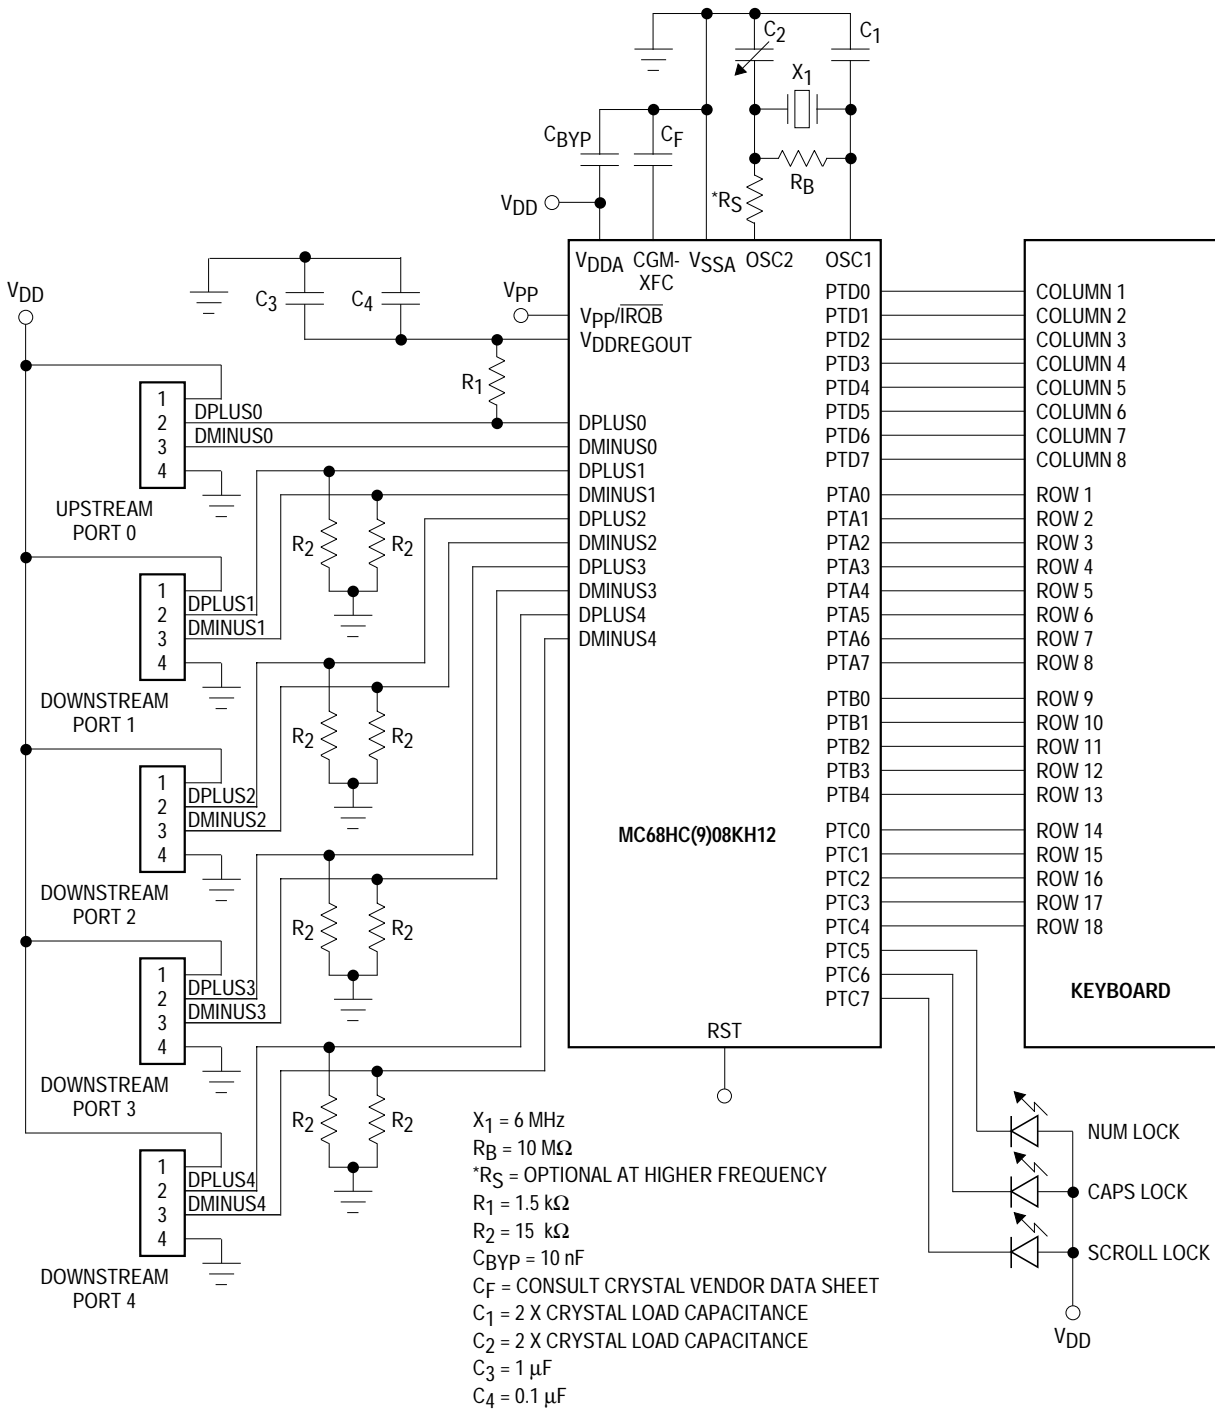 C2
C1
X1
CBYP
CF
RB
*RS
VDD
VDDA
CGM-
XFC
VSSA
OSC2
OSC1
VDD
C3
C4
VPP
VPP/IRQB
VDDREGOUT
R1
1
2
3
4
DPLUS0
DMINUS0
UPSTREAM
PORT 0
1
2
3
4
DPLUS1
DMINUS1
DOWNSTREAM
PORT 1
1
2
3
4
DPLUS2
DMINUS2
DOWNSTREAM
PORT 2
1
2
3
4
DPLUS3
DMINUS3
DOWNSTREAM
PORT 3
1
2
3
4
DPLUS4
DMINUS4
DOWNSTREAM
PORT 4
R2
R2
R2
R2
R2
R2
R2
R2
DPLUS0
DMINUS0
DPLUS1
DMINUS1
DPLUS2
DMINUS2
DPLUS3
DMINUS3
DPLUS4
DMINUS4
MC68HC(9)08KH12
RST
PTD0
PTD1
PTD2
PTD3
PTD4
PTD5
PTD6
PTD7
PTA0
PTA1
PTA2
PTA3
PTA4
PTA5
PTA6
PTA7
PTB0
PTB1
PTB2
PTB3
PTB4
PTC0
PTC1
PTC2
PTC3
PTC4
PTC5
PTC6
PTC7
COLUMN 1
COLUMN 2
COLUMN 3
COLUMN 4
COLUMN 5
COLUMN 6
COLUMN 7
COLUMN 8
ROW 1
ROW 2
ROW 3
ROW 4
ROW 5
ROW 6
ROW 7
ROW 8
ROW 9
ROW 10
ROW 11
ROW 12
ROW 13
ROW 14
ROW 15
ROW 16
ROW 17
ROW 18
KEYBOARD
NUM LOCK
CAPS LOCK
SCROLL LOCK
VDD
X1 = 6 MHz
RB = 10 MΩ
*RS = OPTIONAL AT HIGHER FREQUENCY
R1 = 1.5 kΩ
R2 = 15 kΩ
CBYP = 10 nF
CF = CONSULT CRYSTAL VENDOR DATA SHEET
C1 = 2 X CRYSTAL LOAD CAPACITANCE
C2 = 2 X CRYSTAL LOAD CAPACITANCE
C3 = 1 µF
C4 = 0.1 µF